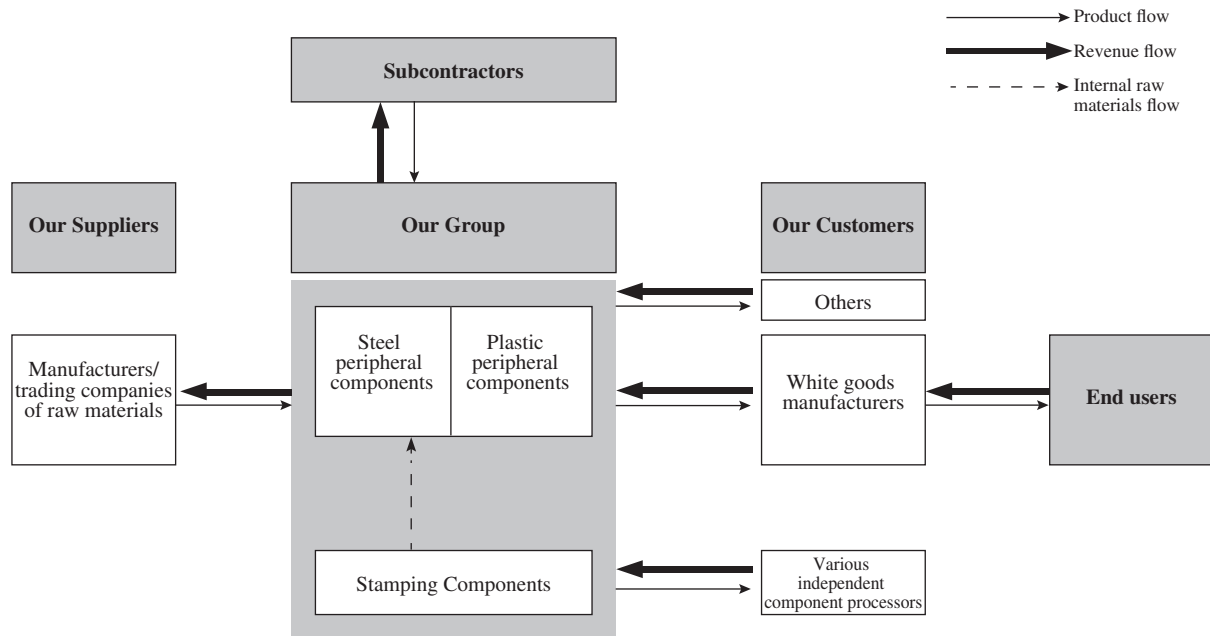 Product flow
Revenue flow
Internal raw
materials flow
Subcontractors
Our Suppliers
Our Group
Our Customers
Others
Steel
peripheral
components
Plastic
peripheral
components
Manufacturers/
trading companies
of raw materials
White goods
manufacturers
End users
Stamping Components
Various
independent
component processors